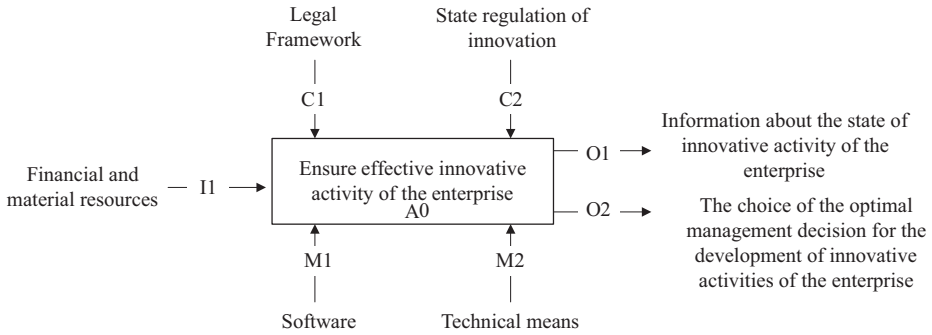 Legal
Framework
State regulation of
innovation
C1
C2
Financial and
material resources
I1
Ensure effective innovative
activity of the enterprise
A0
O1
Information about the state of
innovative activity of the
enterprise
O2
The choice of the optimal
management decision for the
development of innovative
activities of the enterprise
M1
M2
Software
Technical means